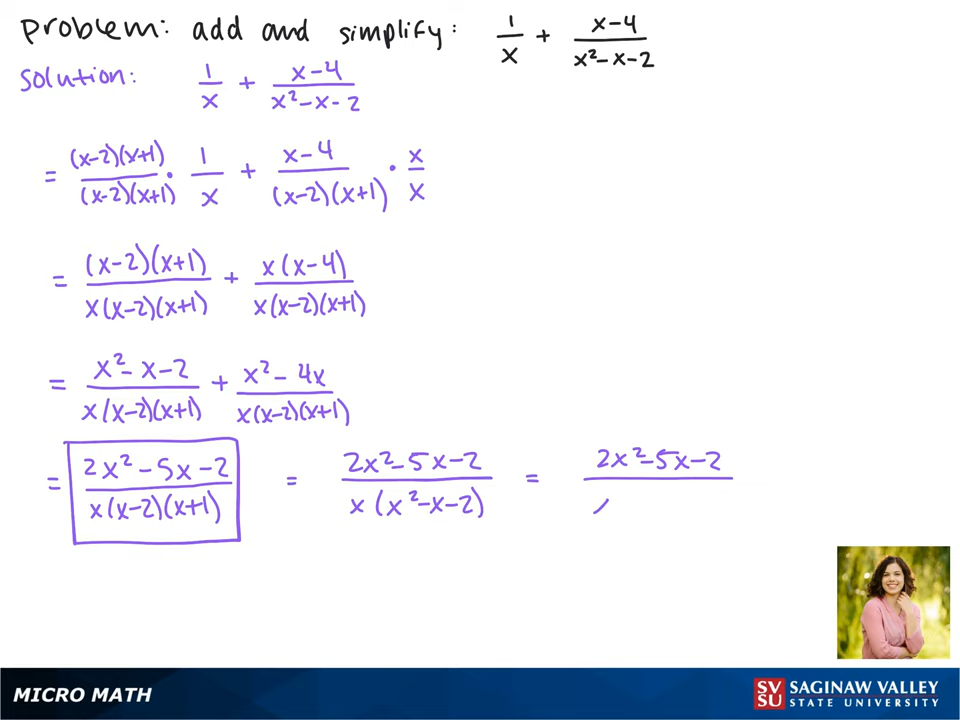 problem: add and simplify: 1/x + (x-4)/(x²-x-2)
solution: 1/x + (x-4)/(x²-x-2)
= (x-2)(x+1)/(x-2)(x+1) · 1/x + (x-4)/(x-2)(x+1) · x/x
= (x-2)(x+1)/x(x-2)(x+1) + x(x-4)/x(x-2)(x+1)
= x²-x-2/x(x-2)(x+1) + x²-4x/x(x-2)(x+1)
= 2x²-5x-2/x(x-2)(x+1) = 2x²-5x-2/x(x²-x-2) = 2x²-5x-2/
MICRO MATH
SV
SU
SAGINAW VALLEY
STATE UNIVERSITY